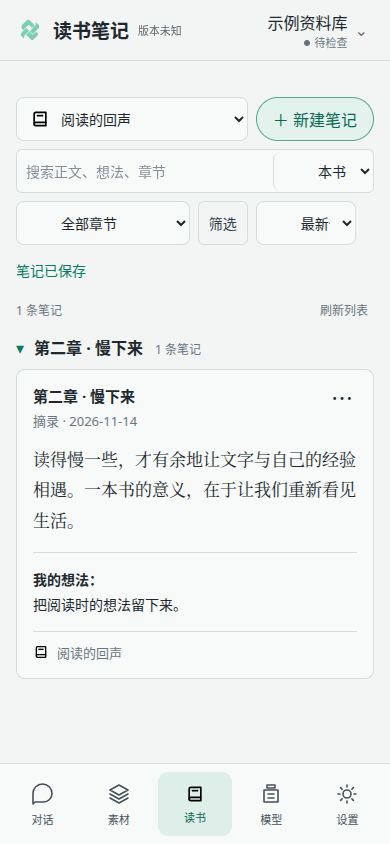 读书笔记 版本未知
示例资料库
待检查
阅读的回声
+ 新建笔记
搜索正文、想法、章节
本书
全部章节
筛选
最新
笔记已保存
1 条笔记
刷新列表
第二章 · 慢下来 1 条笔记
第二章 · 慢下来
摘录 · 2026-11-14
读得慢一些，才有余地让文字与自己的经验
相遇。一本书的意义，在于让我们重新看见
生活。
我的想法：
把阅读时的想法留下来。
阅读的回声
对话
素材
读书
模型
设置